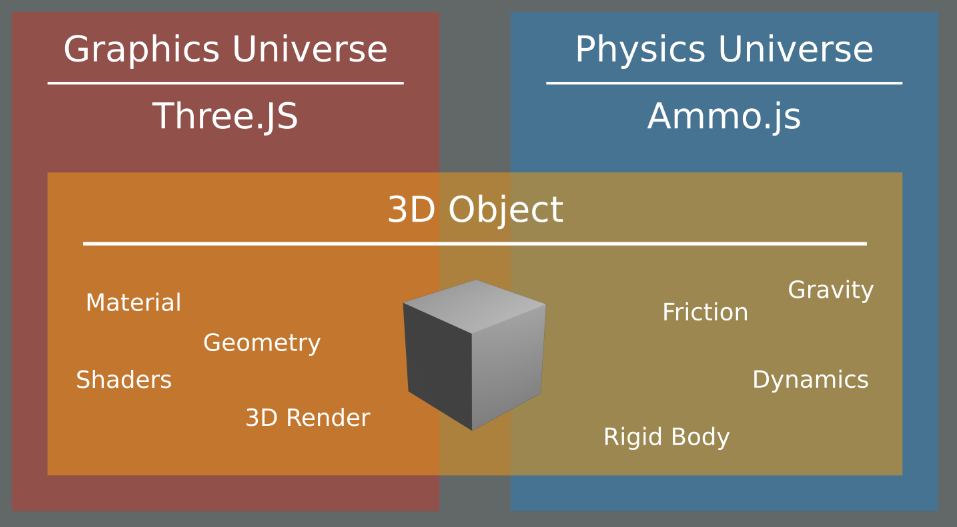 Graphics Universe
Three.JS
Physics Universe
Ammo.js
3D Object
Material
Geometry
Shaders
3D Render
Gravity
Friction
Dynamics
Rigid Body